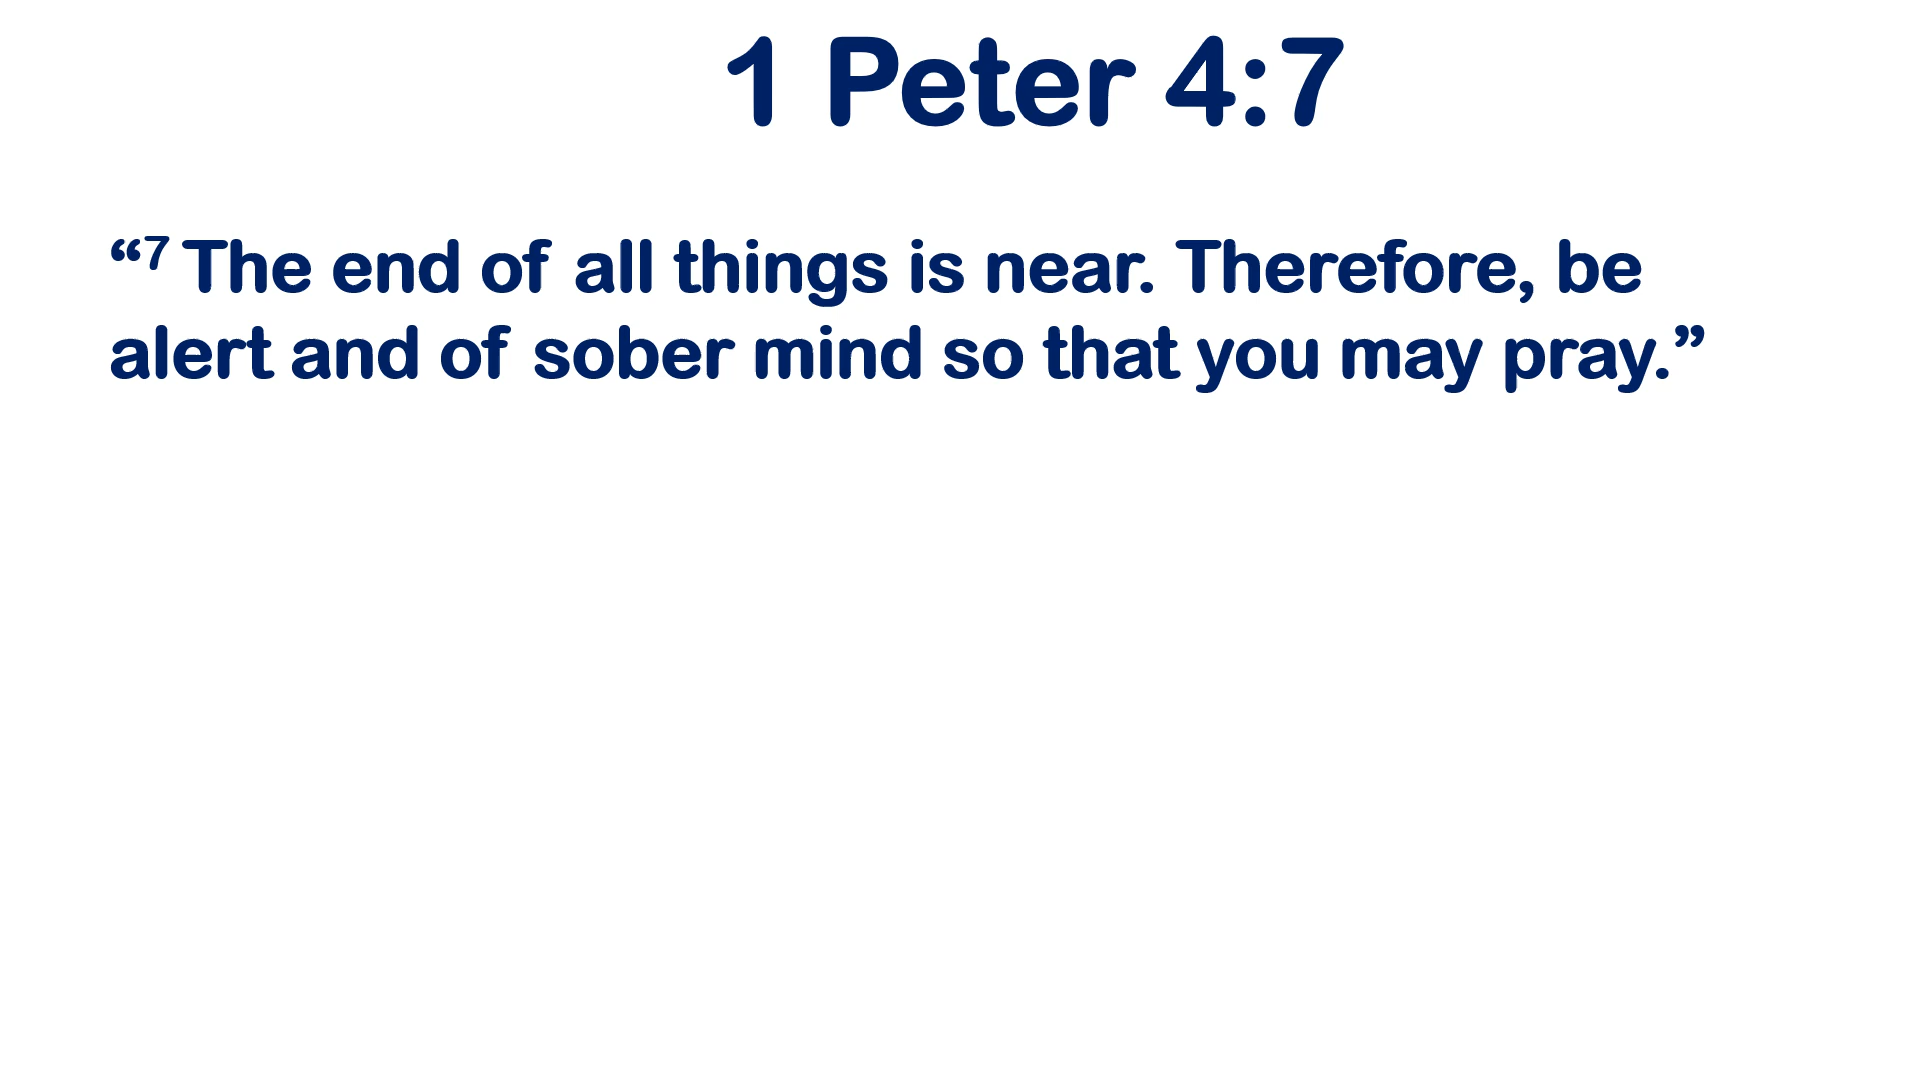 1 Peter 4:7
“⁷ The end of all things is near. Therefore, be
alert and of sober mind so that you may pray.”